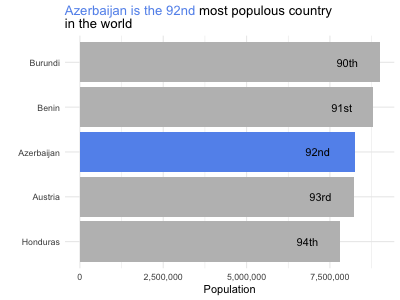 Azerbaijan is the 92nd most populous country
in the world
Burundi
90th
Benin
91st
Azerbaijan
92nd
Austria
93rd
Honduras
94th
0 2,500,000 5,000,000 7,500,000
Population